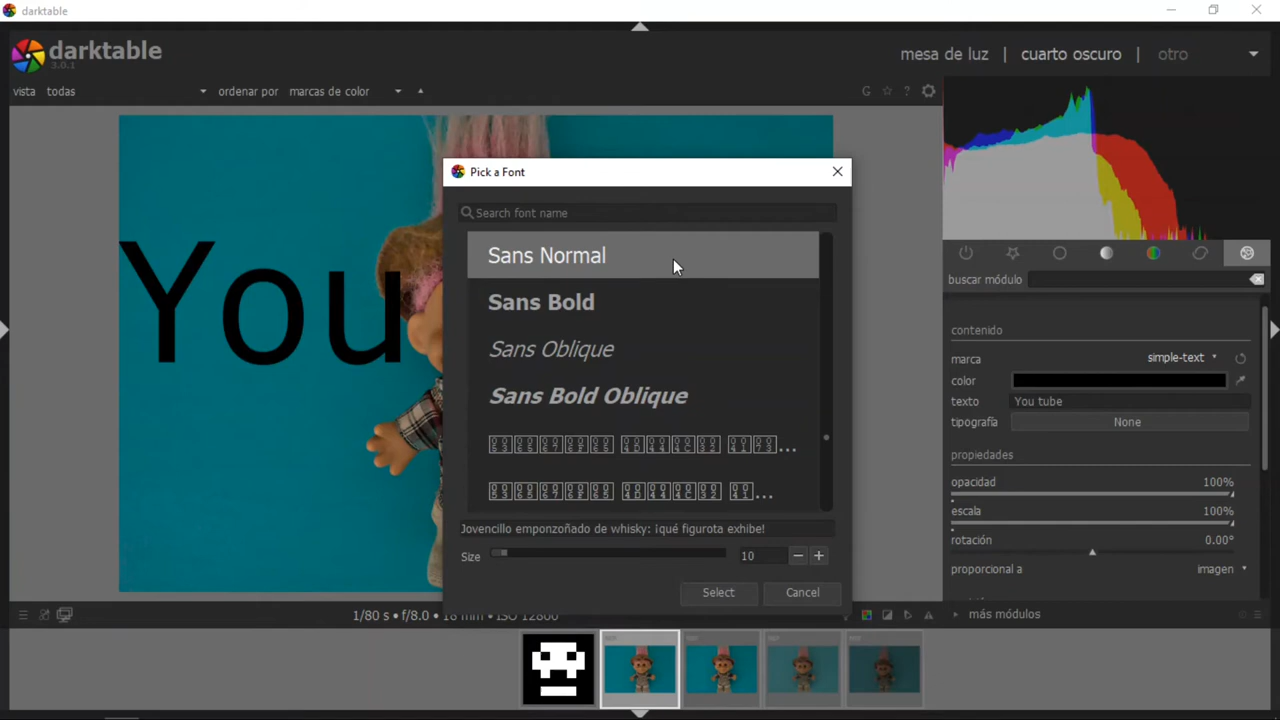 darktable
darktable
3.0.1
mesa de luz | cuarto oscuro | otro
vista todas ordenar por marcas de color G ? 
You
Pick a Font
Search font name
Sans Normal
Sans Bold
Sans Oblique
Sans Bold Oblique
Jovencillo emponzoñado de whisky: ¡qué figurota exhibe!
Size 10 − +
Select Cancel
buscar módulo
contenido
marca simple-text
color
texto You tube
tipografía None
propiedades
opacidad 100%
escala 100%
rotación 0.00°
proporcional a imagen
1/80 s • f/8.0 • 18 mm • ISO 12800
más módulos